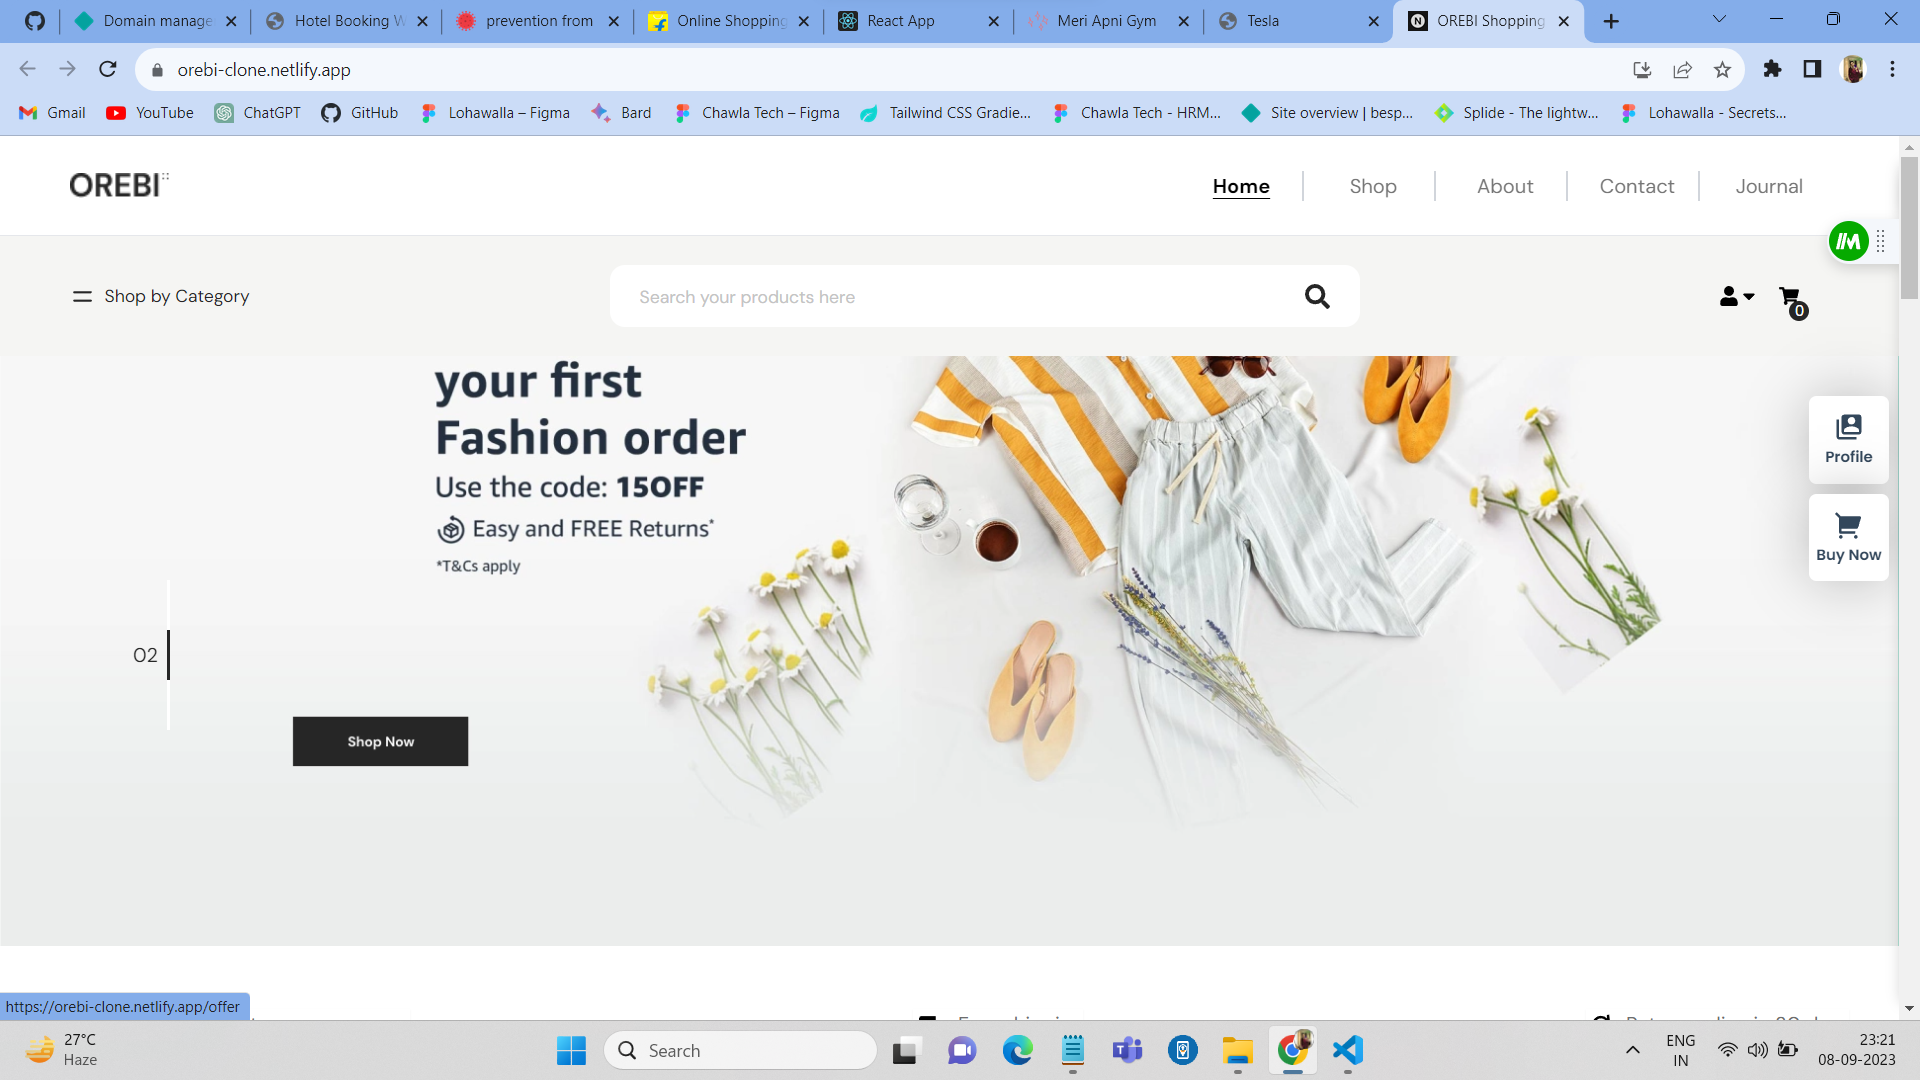 Domain manage
Hotel Booking W
prevention from
Online Shopping
React App
Meri Apni Gym
Tesla
OREBI Shopping
orebi-clone.netlify.app
Gmail
YouTube
ChatGPT
GitHub
Lohawalla – Figma
Bard
Chawla Tech – Figma
Tailwind CSS Gradie...
Chawla Tech - HRM...
Site overview | besp...
Splide - The lightw...
Lohawalla - Secrets...
OREBI
Home
Shop
About
Contact
Journal
Shop by Category
Search your products here
0
your first
Fashion order
Use the code: 15OFF
Easy and FREE Returns*
*T&Cs apply
Profile
Buy Now
02
Shop Now
https://orebi-clone.netlify.app/offer
27°C
Haze
Search
ENG
IN
23:21
08-09-2023